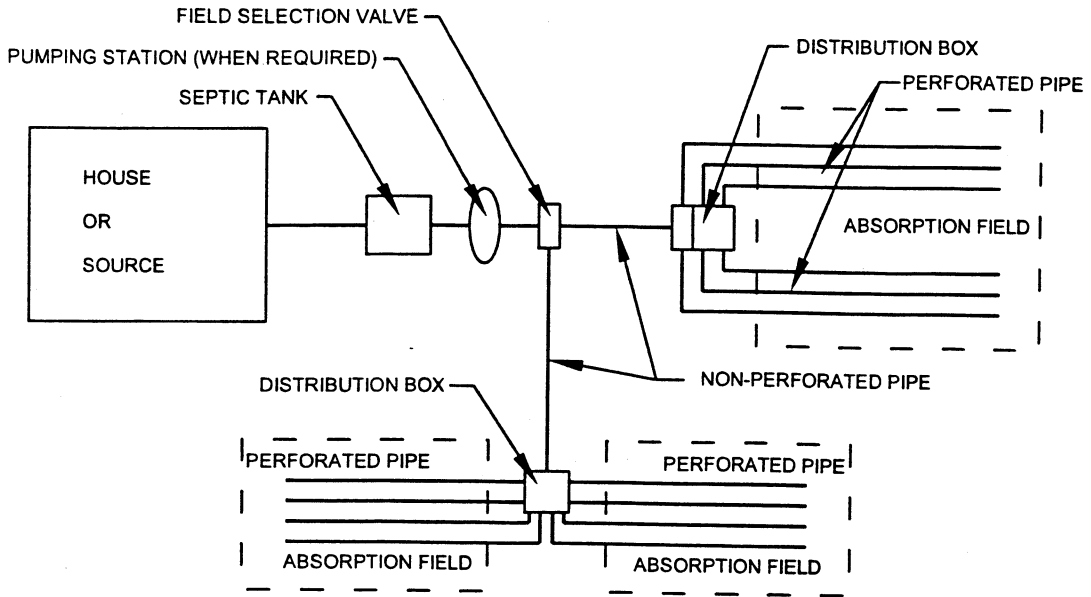 FIELD SELECTION VALVE
PUMPING STATION (WHEN REQUIRED)
SEPTIC TANK
DISTRIBUTION BOX
PERFORATED PIPE
HOUSE
OR
SOURCE
ABSORPTION FIELD
NON-PERFORATED PIPE
DISTRIBUTION BOX
PERFORATED PIPE
PERFORATED PIPE
ABSORPTION FIELD
ABSORPTION FIELD